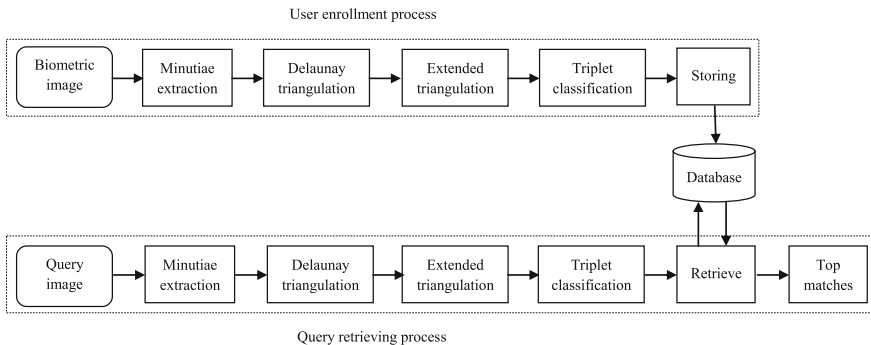 User enrollment process
Biometric
image
Minutiae
extraction
Delaunay
triangulation
Extended
triangulation
Triplet
classification
Storing
Database
Query
image
Minutiae
extraction
Delaunay
triangulation
Extended
triangulation
Triplet
classification
Retrieve
Top
matches
Query retrieving process